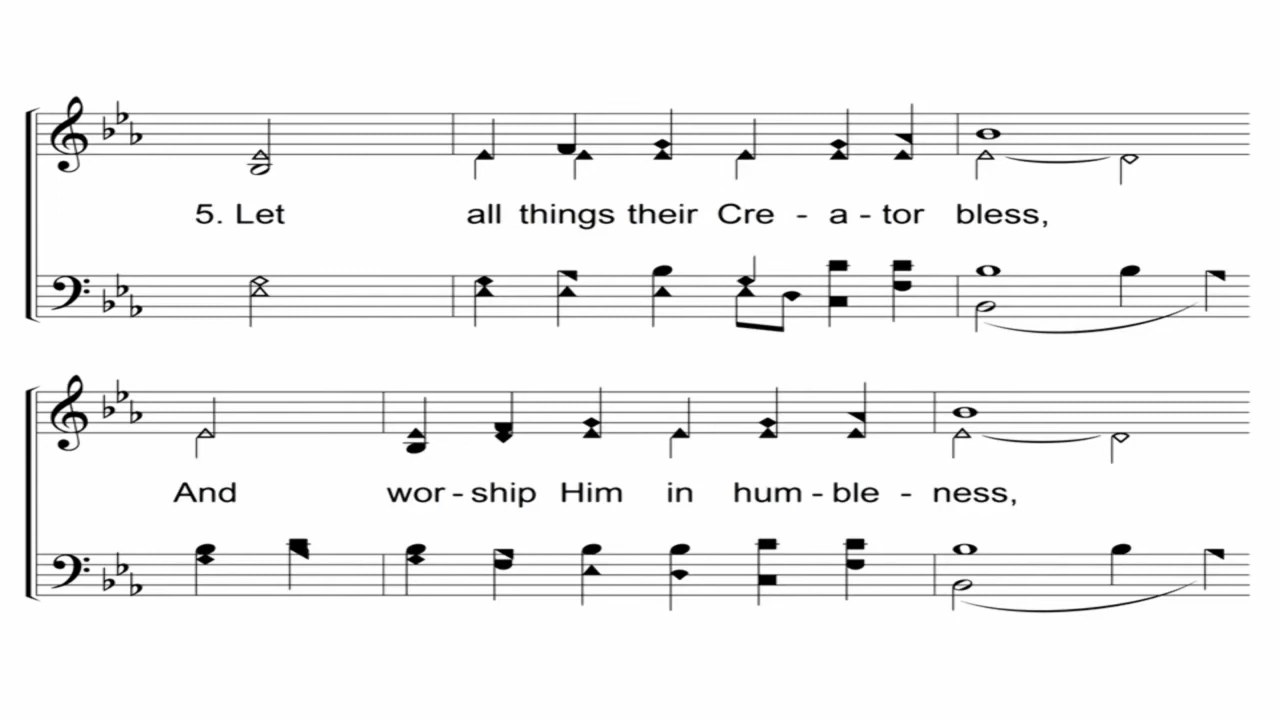 5. Let all things their Cre - a - tor bless,
And wor - ship Him in hum - ble - ness,